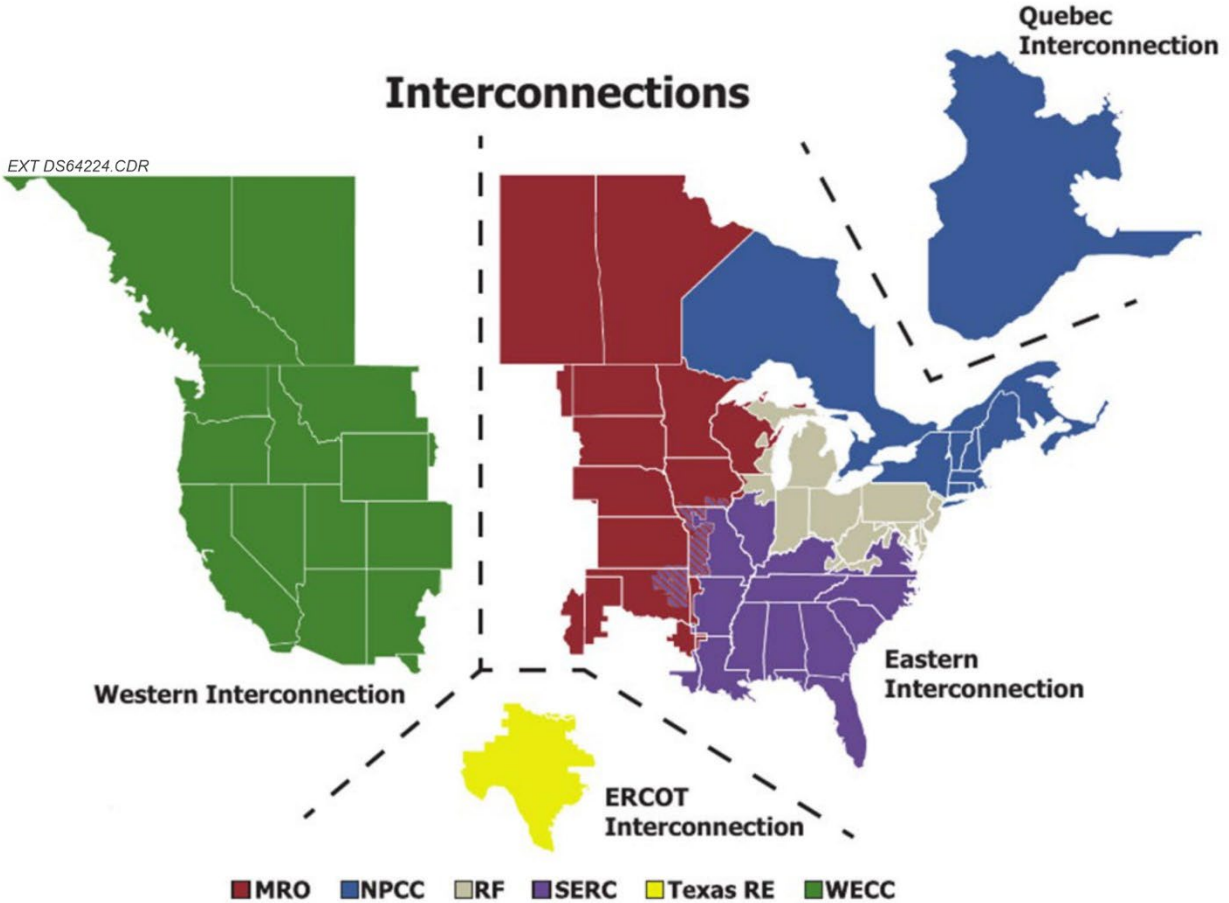 Quebec
Interconnection
Interconnections
EXT DS64224.CDR
Eastern
Interconnection
Western Interconnection
ERCOT
Interconnection
MRO NPCC RF SERC Texas RE WECC